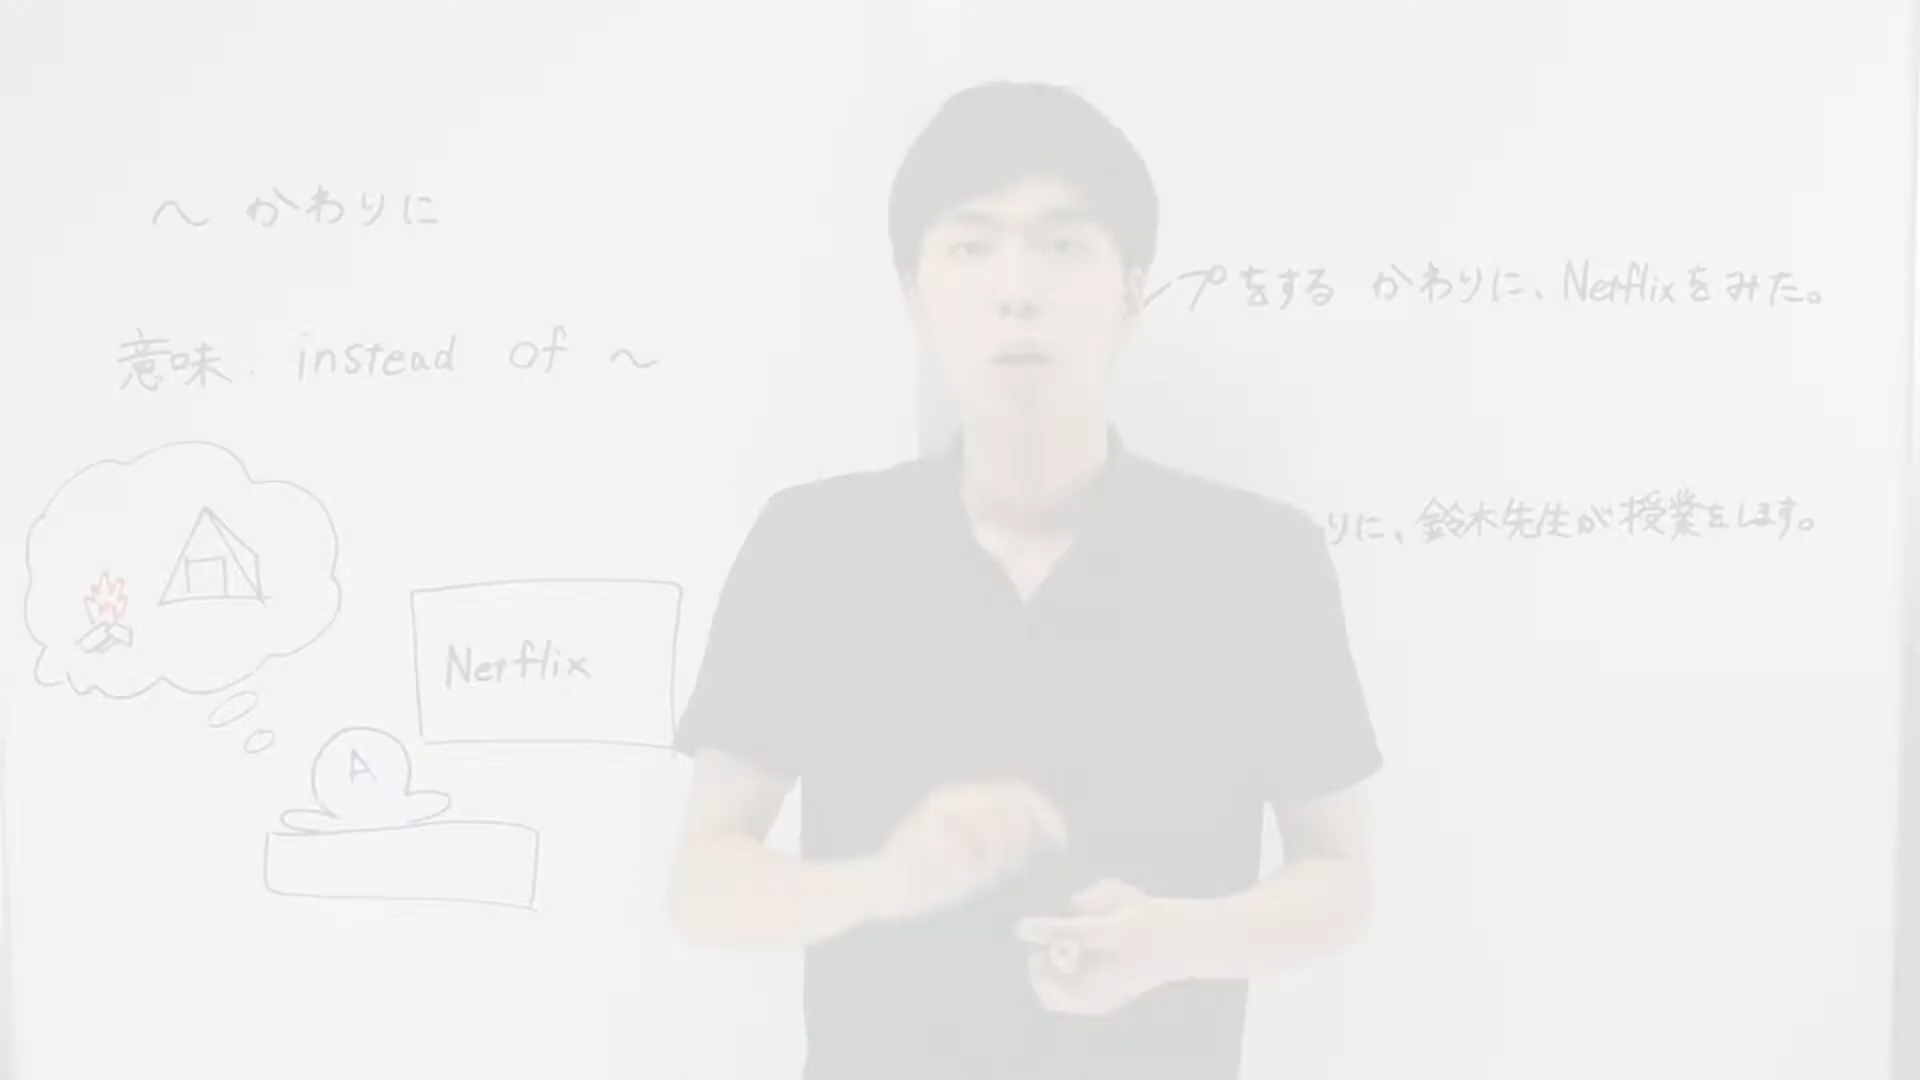 〜 かわりに
意味. instead of 〜
プをする かわりに、Netflixをみた。
りに、鈴木先生が授業をします。
Netflix
A